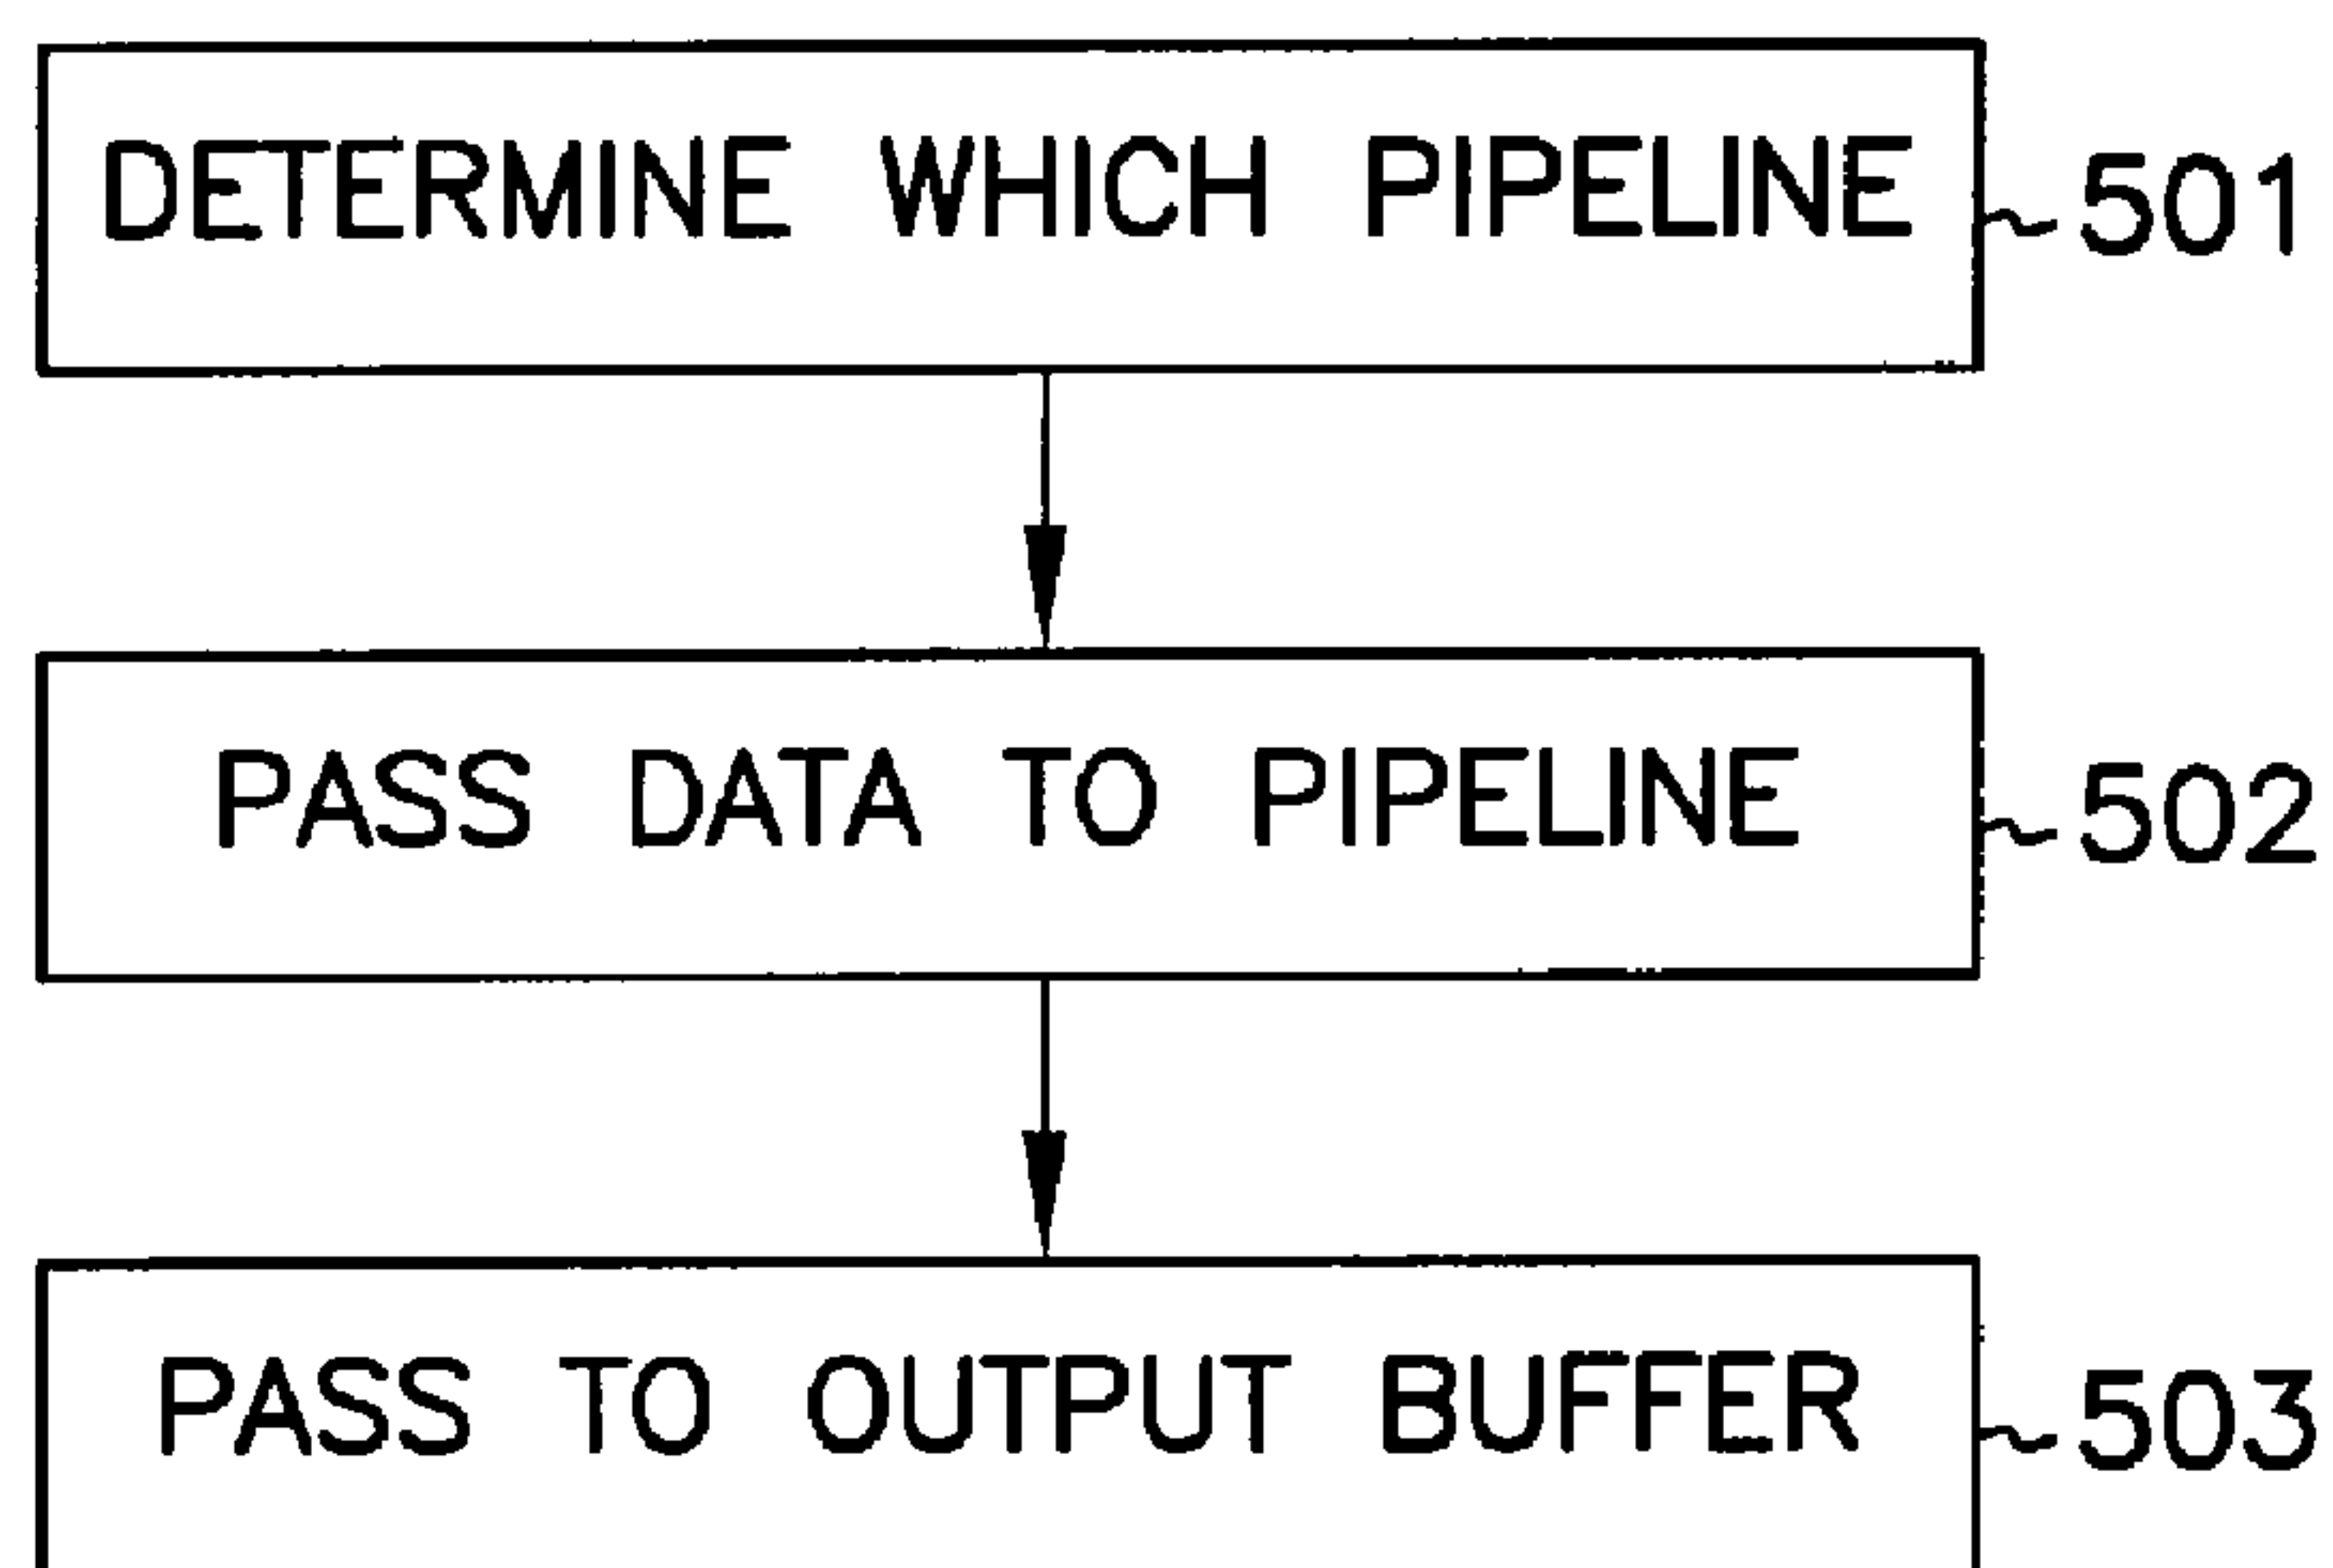 DETERMINE WHICH PIPELINE
501
PASS DATA TO PIPELINE
502
PASS TO OUTPUT BUFFER
503